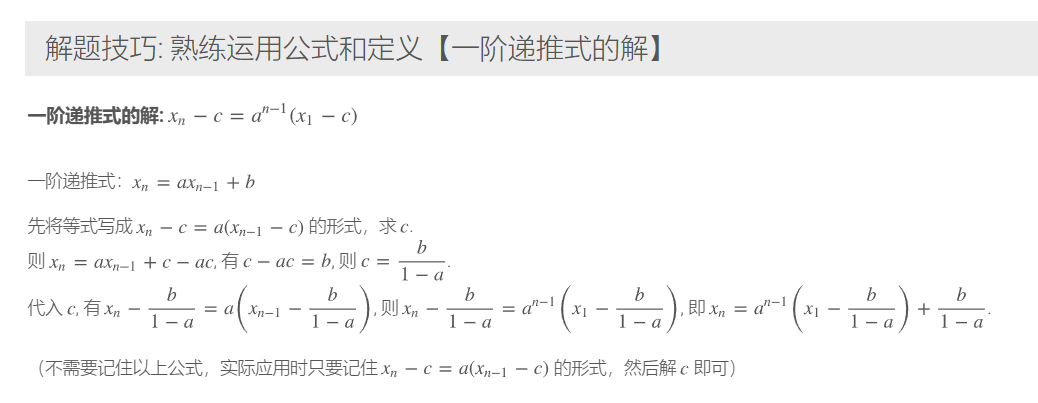 解题技巧: 熟练运用公式和定义【一阶递推式的解】
一阶递推式的解: $x_n - c = a^{n-1}(x_1 - c)$
一阶递推式：$x_n = ax_{n-1} + b$
先将等式写成 $x_n - c = a(x_{n-1} - c)$ 的形式，求 $c$.
则 $x_n = ax_{n-1} + c - ac$, 有 $c - ac = b$, 则 $c = \frac{b}{1-a}$.
代入 $c$, 有 $x_n - \frac{b}{1-a} = a\left(x_{n-1} - \frac{b}{1-a}\right)$, 则 $x_n - \frac{b}{1-a} = a^{n-1}\left(x_1 - \frac{b}{1-a}\right)$, 即 $x_n = a^{n-1}\left(x_1 - \frac{b}{1-a}\right) + \frac{b}{1-a}$.
（不需要记住以上公式，实际应用时只要记住 $x_n - c = a(x_{n-1} - c)$ 的形式，然后解 $c$ 即可）